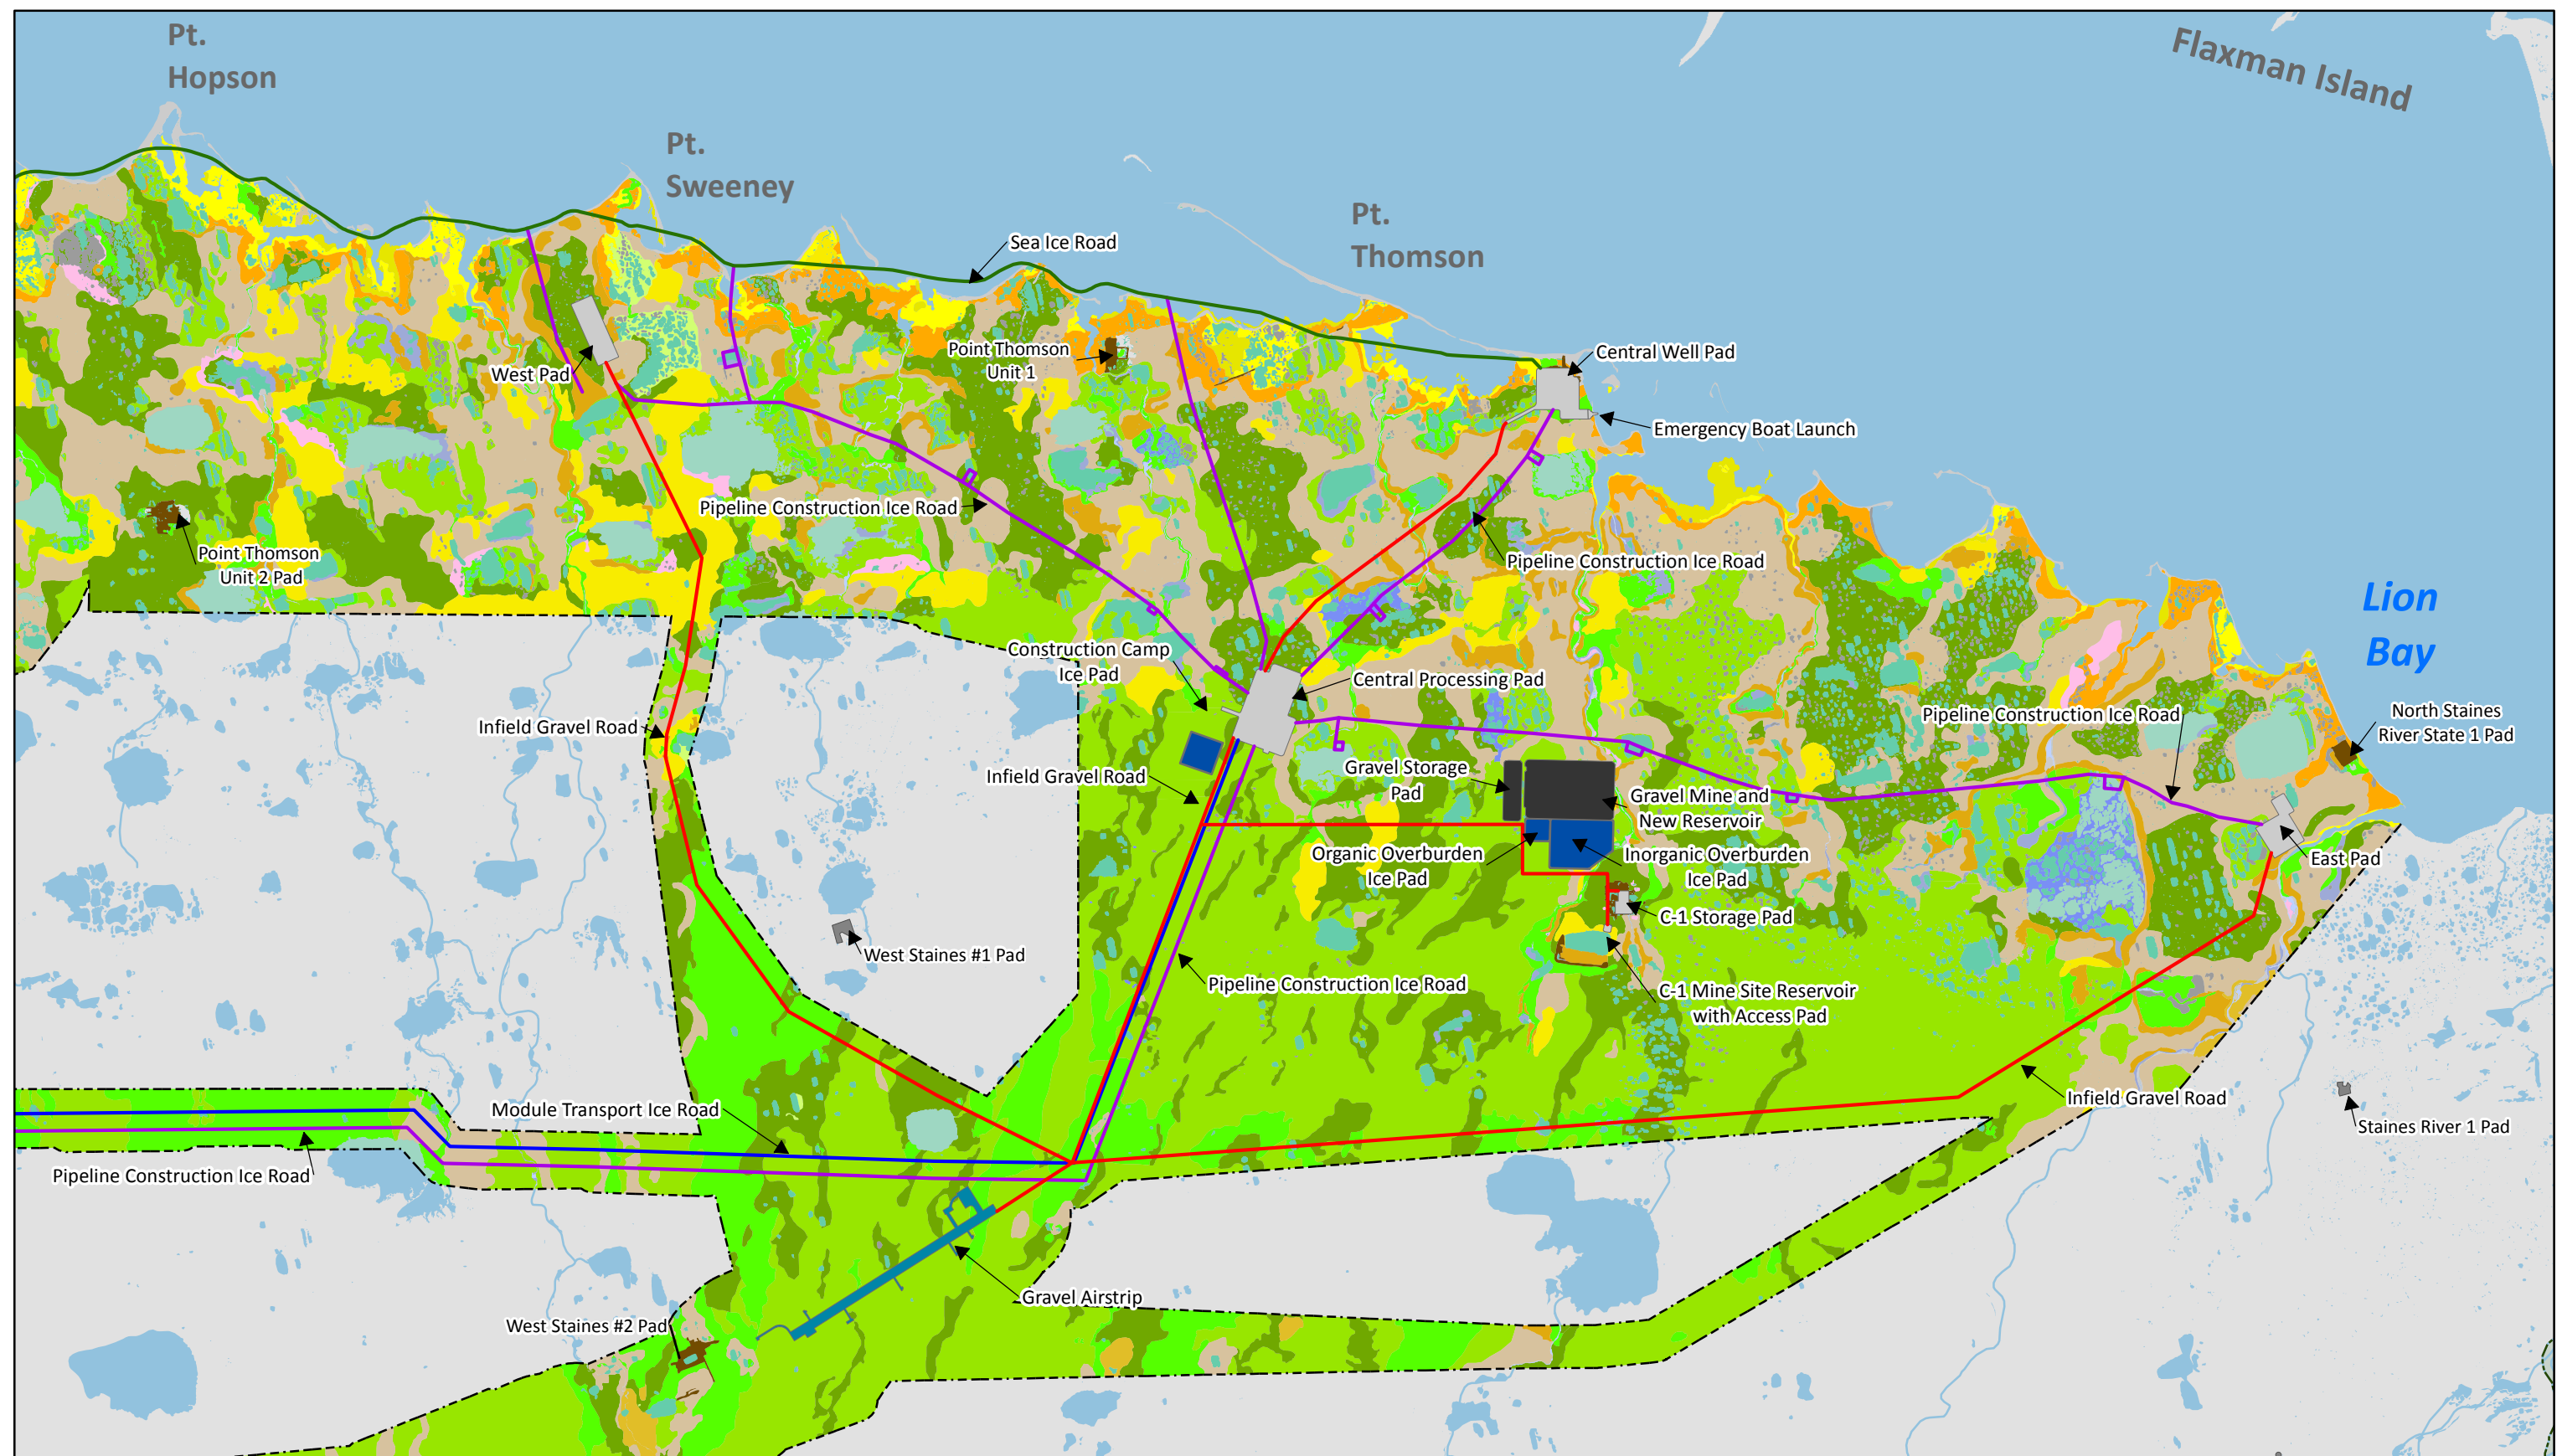 Pt.
Hopson
Flaxman Island
Pt.
Sweeney
Pt.
Thomson
Sea Ice Road
Point Thomson
Unit 1
Central Well Pad
West Pad
Emergency Boat Launch
Pipeline Construction Ice Road
Point Thomson
Unit 2 Pad
Pipeline Construction Ice Road
Lion
Bay
Construction Camp
Ice Pad
Central Processing Pad
Infield Gravel Road
Pipeline Construction Ice Road
North Staines
River State 1 Pad
Infield Gravel Road
Gravel Storage
Pad
Gravel Mine and
New Reservoir
Organic Overburden
Ice Pad
Inorganic Overburden
Ice Pad
East Pad
C-1 Storage Pad
West Staines #1 Pad
Pipeline Construction Ice Road
C-1 Mine Site Reservoir
with Access Pad
Module Transport Ice Road
Infield Gravel Road
Staines River 1 Pad
Pipeline Construction Ice Road
Gravel Airstrip
West Staines #2 Pad